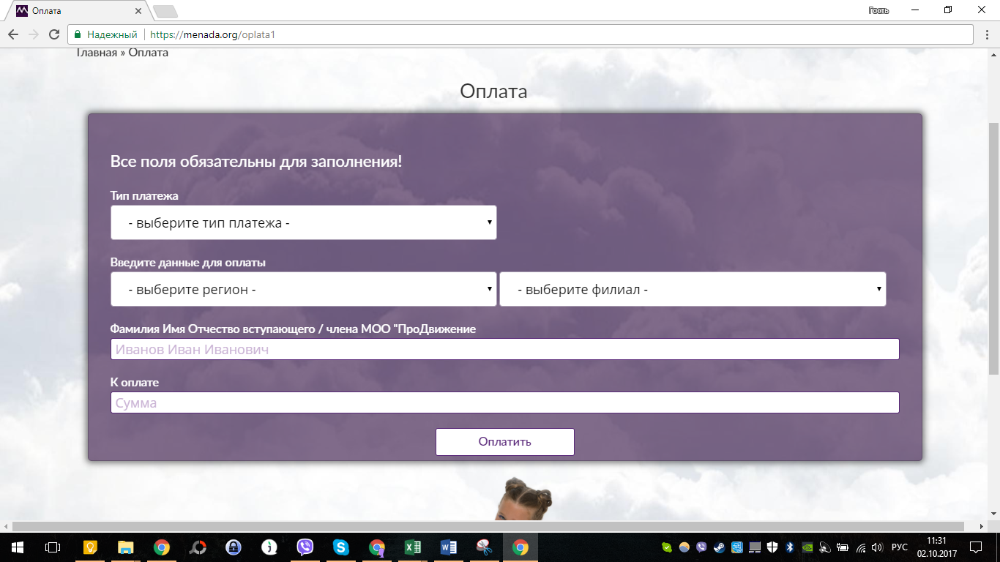 Оплата
Гость
Надежный https://menada.org/oplata1
Главная » Оплата
Оплата
Все поля обязательны для заполнения!
Тип платежа
- выберите тип платежа -
Введите данные для оплаты
- выберите регион - - выберите филиал -
Фамилия Имя Отчество вступающего / члена МОО "ПроДвижение
Иванов Иван Иванович
К оплате
Сумма
Оплатить
РУС
11:31
02.10.2017